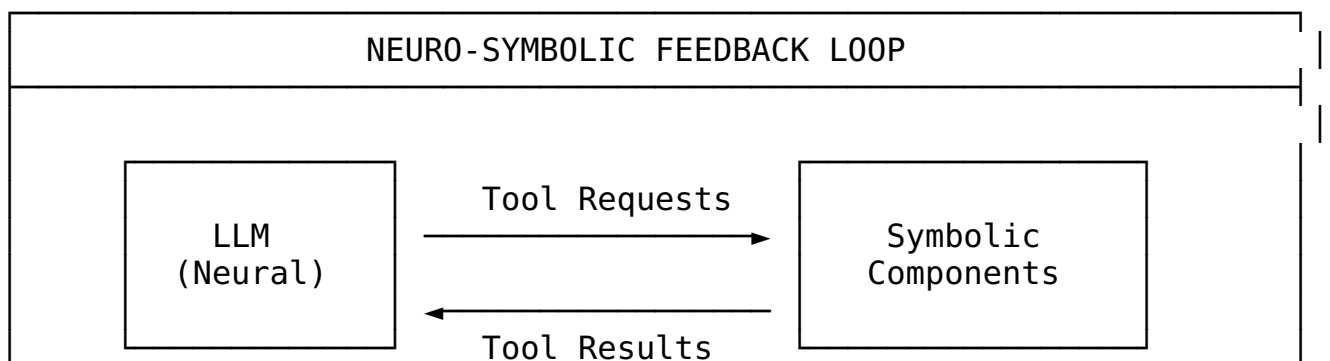 NEURO-SYMBOLIC FEEDBACK LOOP
Tool Requests
LLM
(Neural)
Symbolic
Components
Tool Results